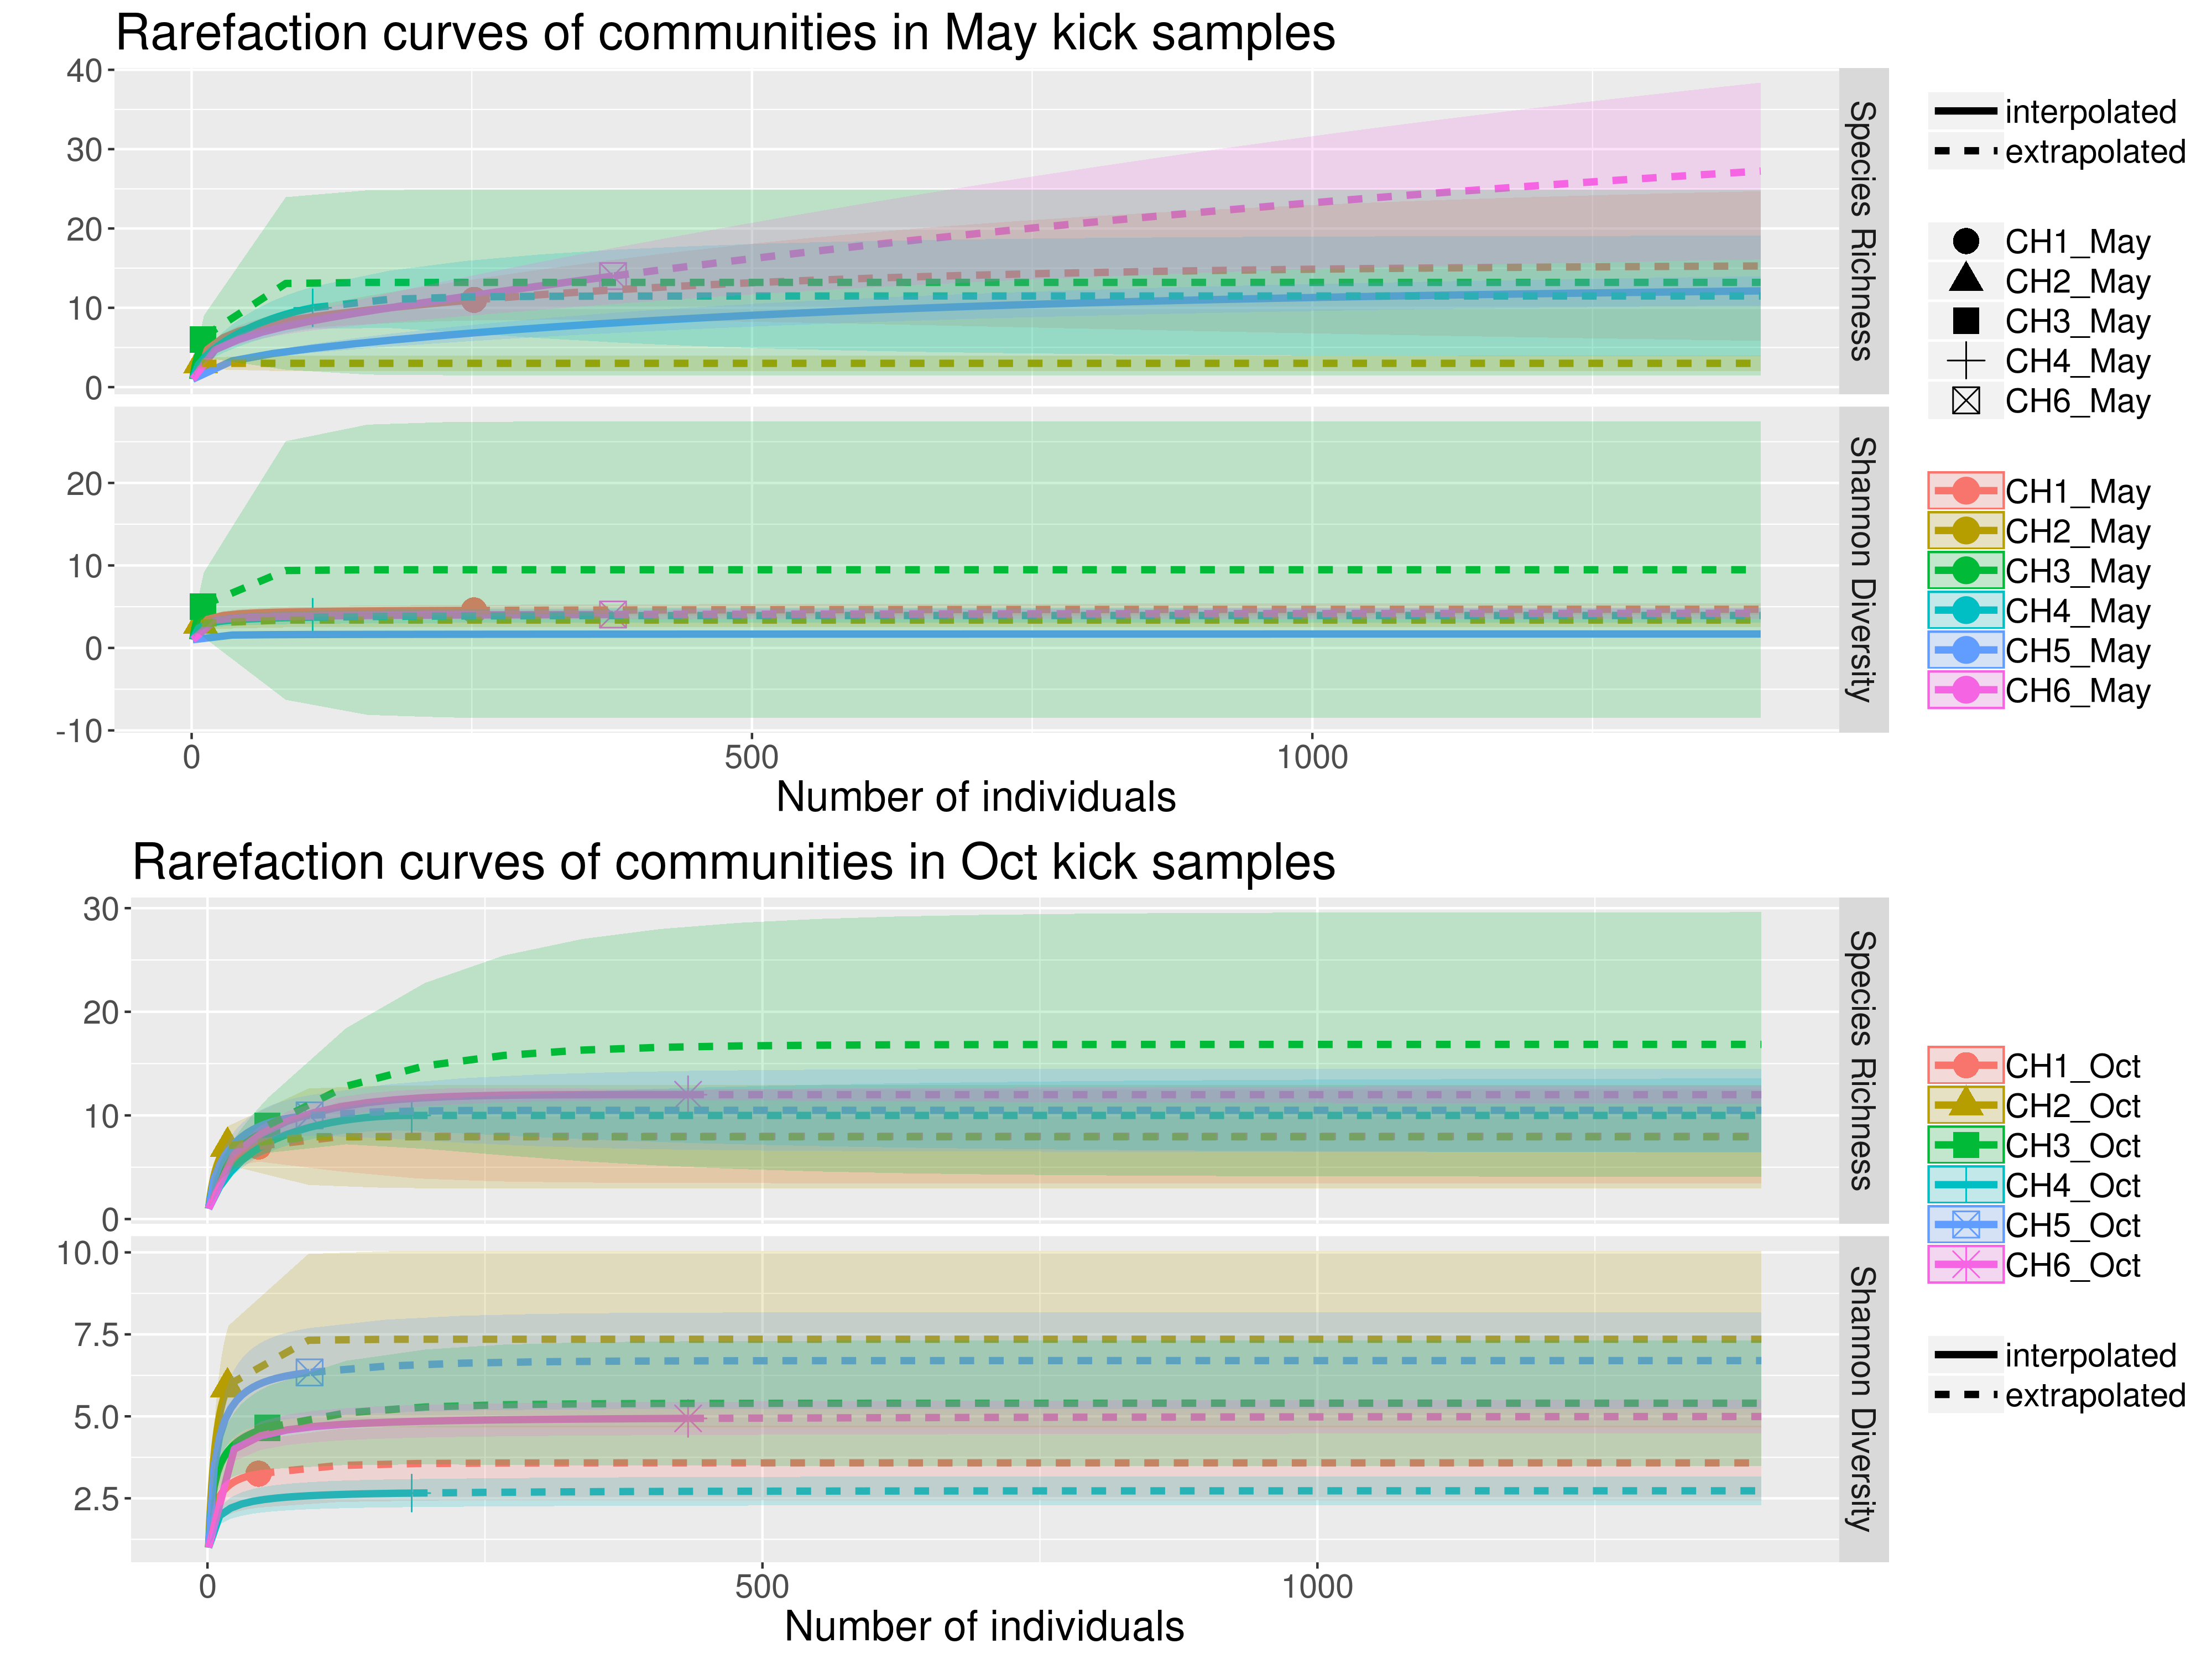 Rarefaction curves of communities in May kick samples
40
30
20
10
0
Species Richness
20
10
0
-10
Shannon Diversity
0 500 1000
Number of individuals
interpolated
extrapolated
CH1_May
CH2_May
CH3_May
CH4_May
CH6_May
CH1_May
CH2_May
CH3_May
CH4_May
CH5_May
CH6_May
Rarefaction curves of communities in Oct kick samples
30
20
10
0
Species Richness
10.0
7.5
5.0
2.5
Shannon Diversity
0 500 1000
Number of individuals
CH1_Oct
CH2_Oct
CH3_Oct
CH4_Oct
CH5_Oct
CH6_Oct
interpolated
extrapolated